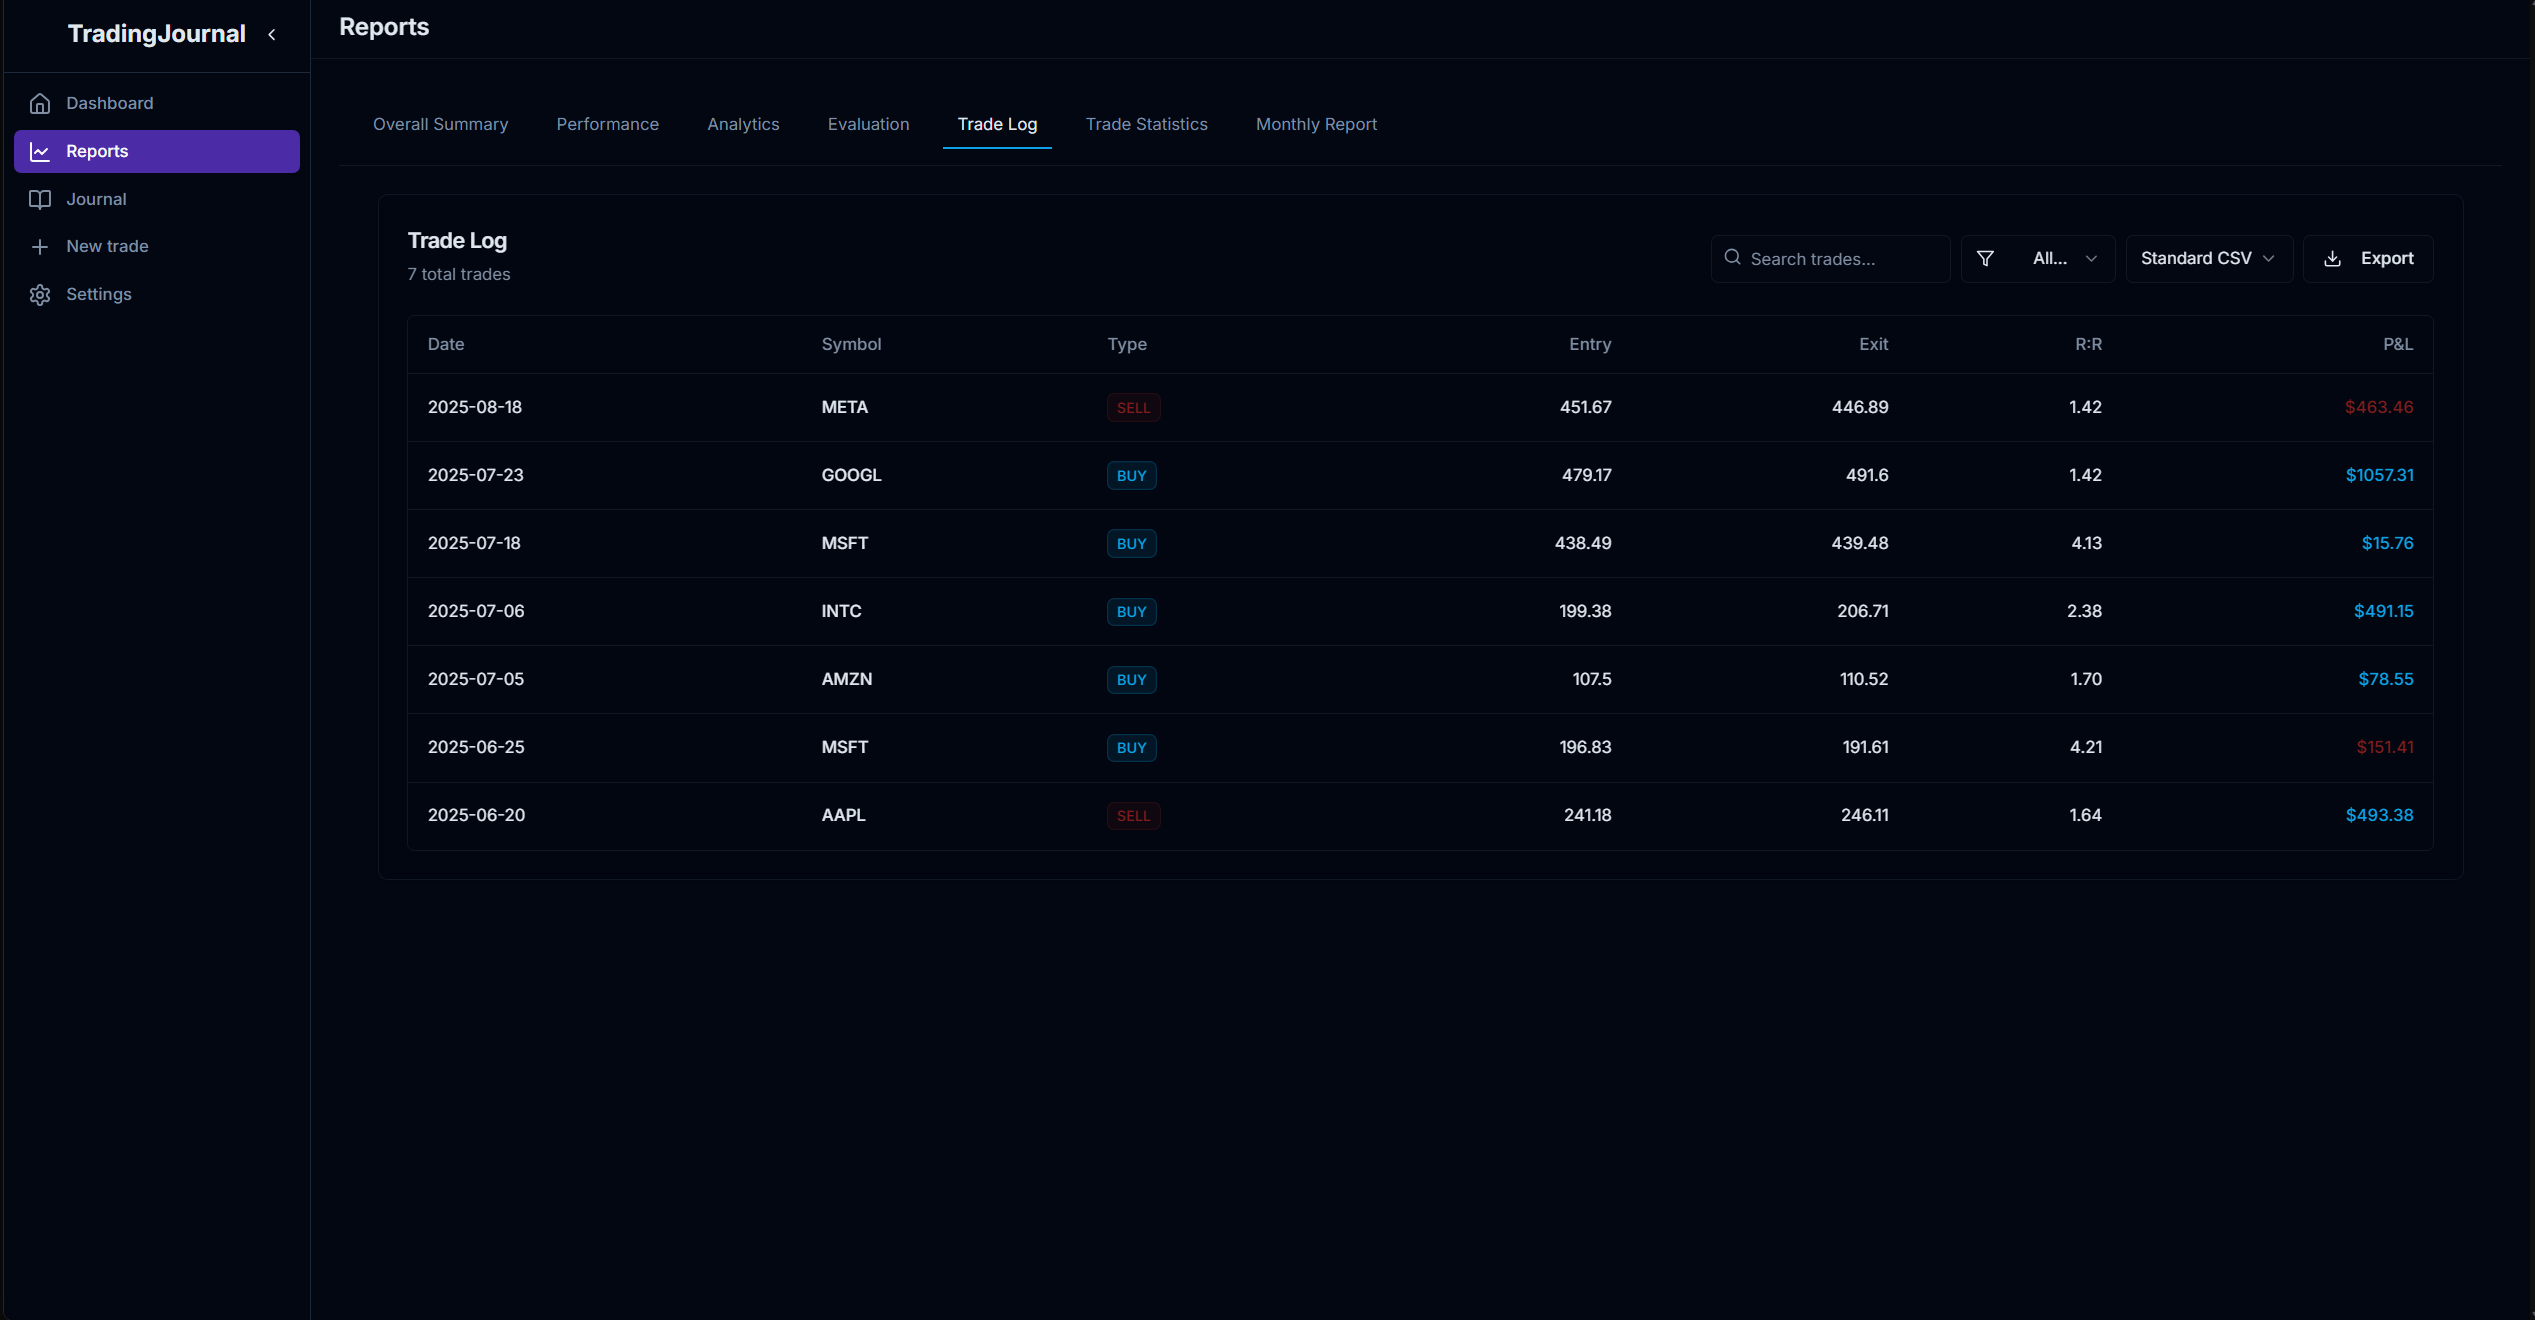 TradingJournal
Dashboard
Reports
Journal
New trade
Settings
Reports
Overall Summary Performance Analytics Evaluation Trade Log Trade Statistics Monthly Report
Trade Log
7 total trades
Search trades... All... Standard CSV Export
Date Symbol Type Entry Exit R:R P&L
2025-08-18 META SELL 451.67 446.89 1.42 $463.46
2025-07-23 GOOGL BUY 479.17 491.6 1.42 $1057.31
2025-07-18 MSFT BUY 438.49 439.48 4.13 $15.76
2025-07-06 INTC BUY 199.38 206.71 2.38 $491.15
2025-07-05 AMZN BUY 107.5 110.52 1.70 $78.55
2025-06-25 MSFT BUY 196.83 191.61 4.21 $151.41
2025-06-20 AAPL SELL 241.18 246.11 1.64 $493.38